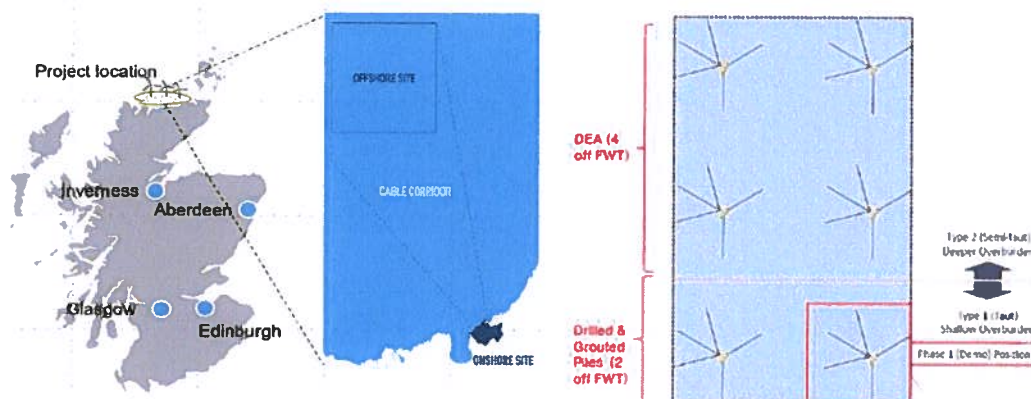 Project location
Inverness
Aberdeen
Glasgow
Edinburgh
OFFSHORE SITE
CABLE CORRIDOR
ONSHORE SITE
DEA (4
off FWT)
Drilled &
Grouted
Piles (2
off FWT)
Type 2 (Semi-taut)
Deeper Overburden
Type 1 (Taut)
Shallow Overburden
Phase 1 (Demo) Position